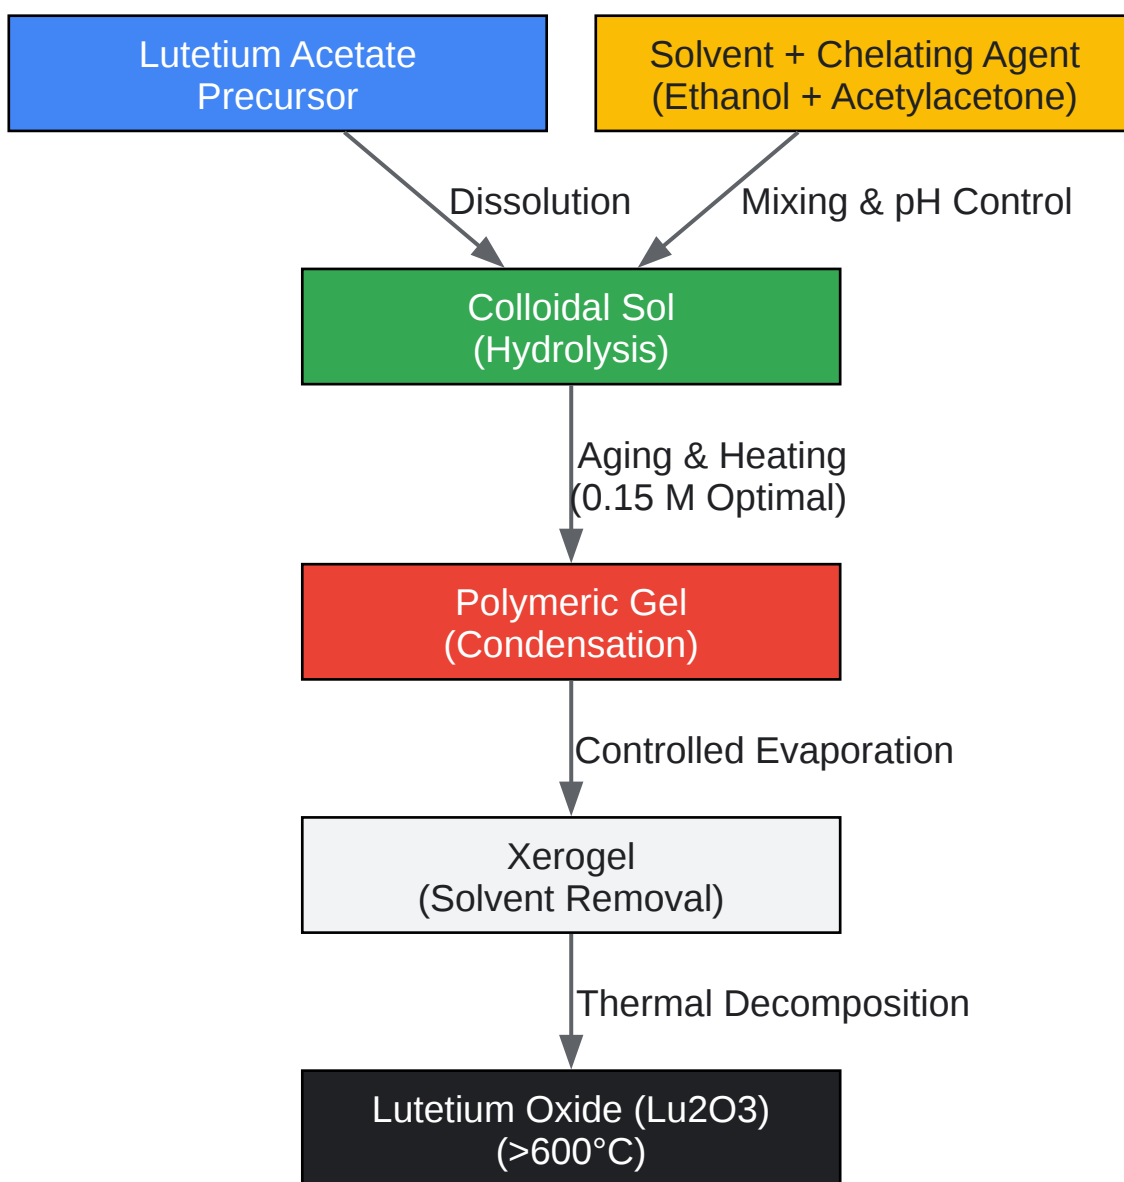 Lutetium Acetate
Precursor
Solvent + Chelating Agent
(Ethanol + Acetylacetone)
Dissolution
Mixing & pH Control
Colloidal Sol
(Hydrolysis)
Aging & Heating
(0.15 M Optimal)
Polymeric Gel
(Condensation)
Controlled Evaporation
Xerogel
(Solvent Removal)
Thermal Decomposition
Lutetium Oxide (Lu2O3)
(>600°C)